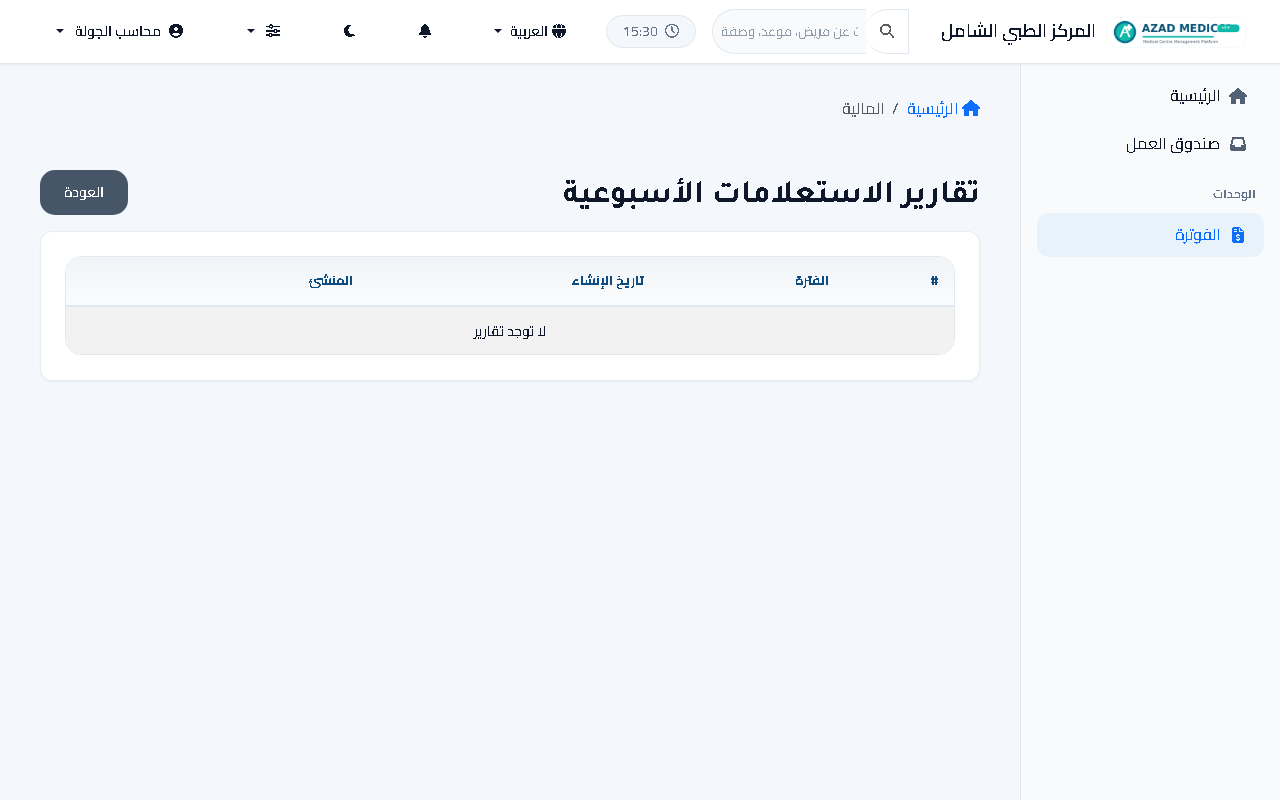 AZAD MEDIC
Medical Centre Management Platform
المركز الطبي الشامل
عن مريض، موعد، وصفة
15:30
العربية
محاسب الجولة
الرئيسية
صندوق العمل
الوحدات
الفوترة
الرئيسية / المالية
تقارير الاستعلامات الأسبوعية
العودة
# الفترة تاريخ الإنشاء المنشئ
لا توجد تقارير